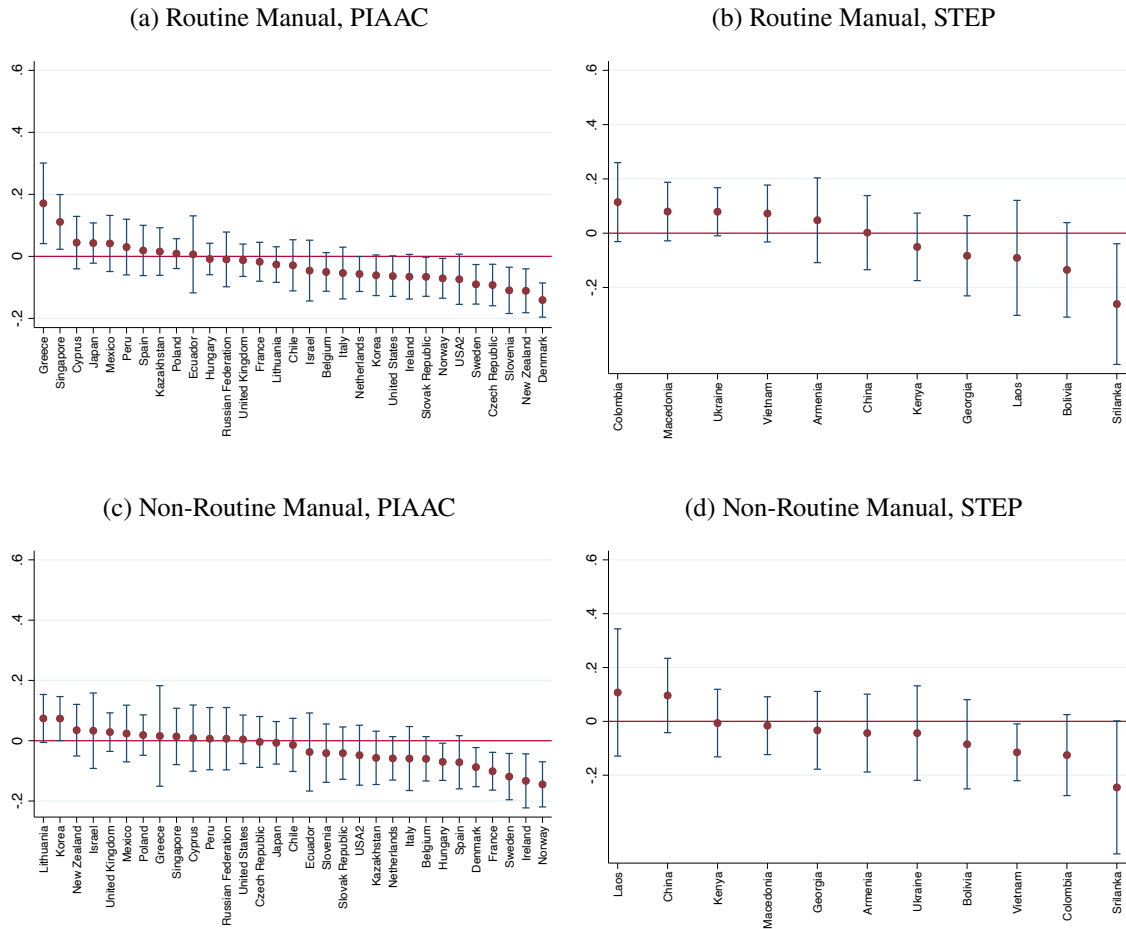 (a) Routine Manual, PIAAC
.6
.4
.2
0
-.2
Greece
Singapore
Cyprus
Japan
Mexico
Peru
Spain
Kazakhstan
Poland
Ecuador
Hungary
Russian Federation
United Kingdom
France
Lithuania
Chile
Israel
Belgium
Italy
Netherlands
Korea
United States
Ireland
Slovak Republic
Norway
USA2
Sweden
Czech Republic
Slovenia
New Zealand
Denmark
(b) Routine Manual, STEP
.6
.4
.2
0
-.2
Colombia
Macedonia
Ukraine
Vietnam
Armenia
China
Kenya
Georgia
Laos
Bolivia
Srilanka
(c) Non-Routine Manual, PIAAC
.6
.4
.2
0
-.2
Lithuania
Korea
New Zealand
Israel
United Kingdom
Mexico
Poland
Greece
Singapore
Cyprus
Peru
Russian Federation
United States
Czech Republic
Japan
Chile
Ecuador
Slovenia
Slovak Republic
USA2
Kazakhstan
Netherlands
Italy
Belgium
Hungary
Spain
Denmark
France
Sweden
Ireland
Norway
(d) Non-Routine Manual, STEP
.6
.4
.2
0
-.2
Laos
China
Kenya
Macedonia
Georgia
Armenia
Ukraine
Bolivia
Vietnam
Colombia
Srilanka